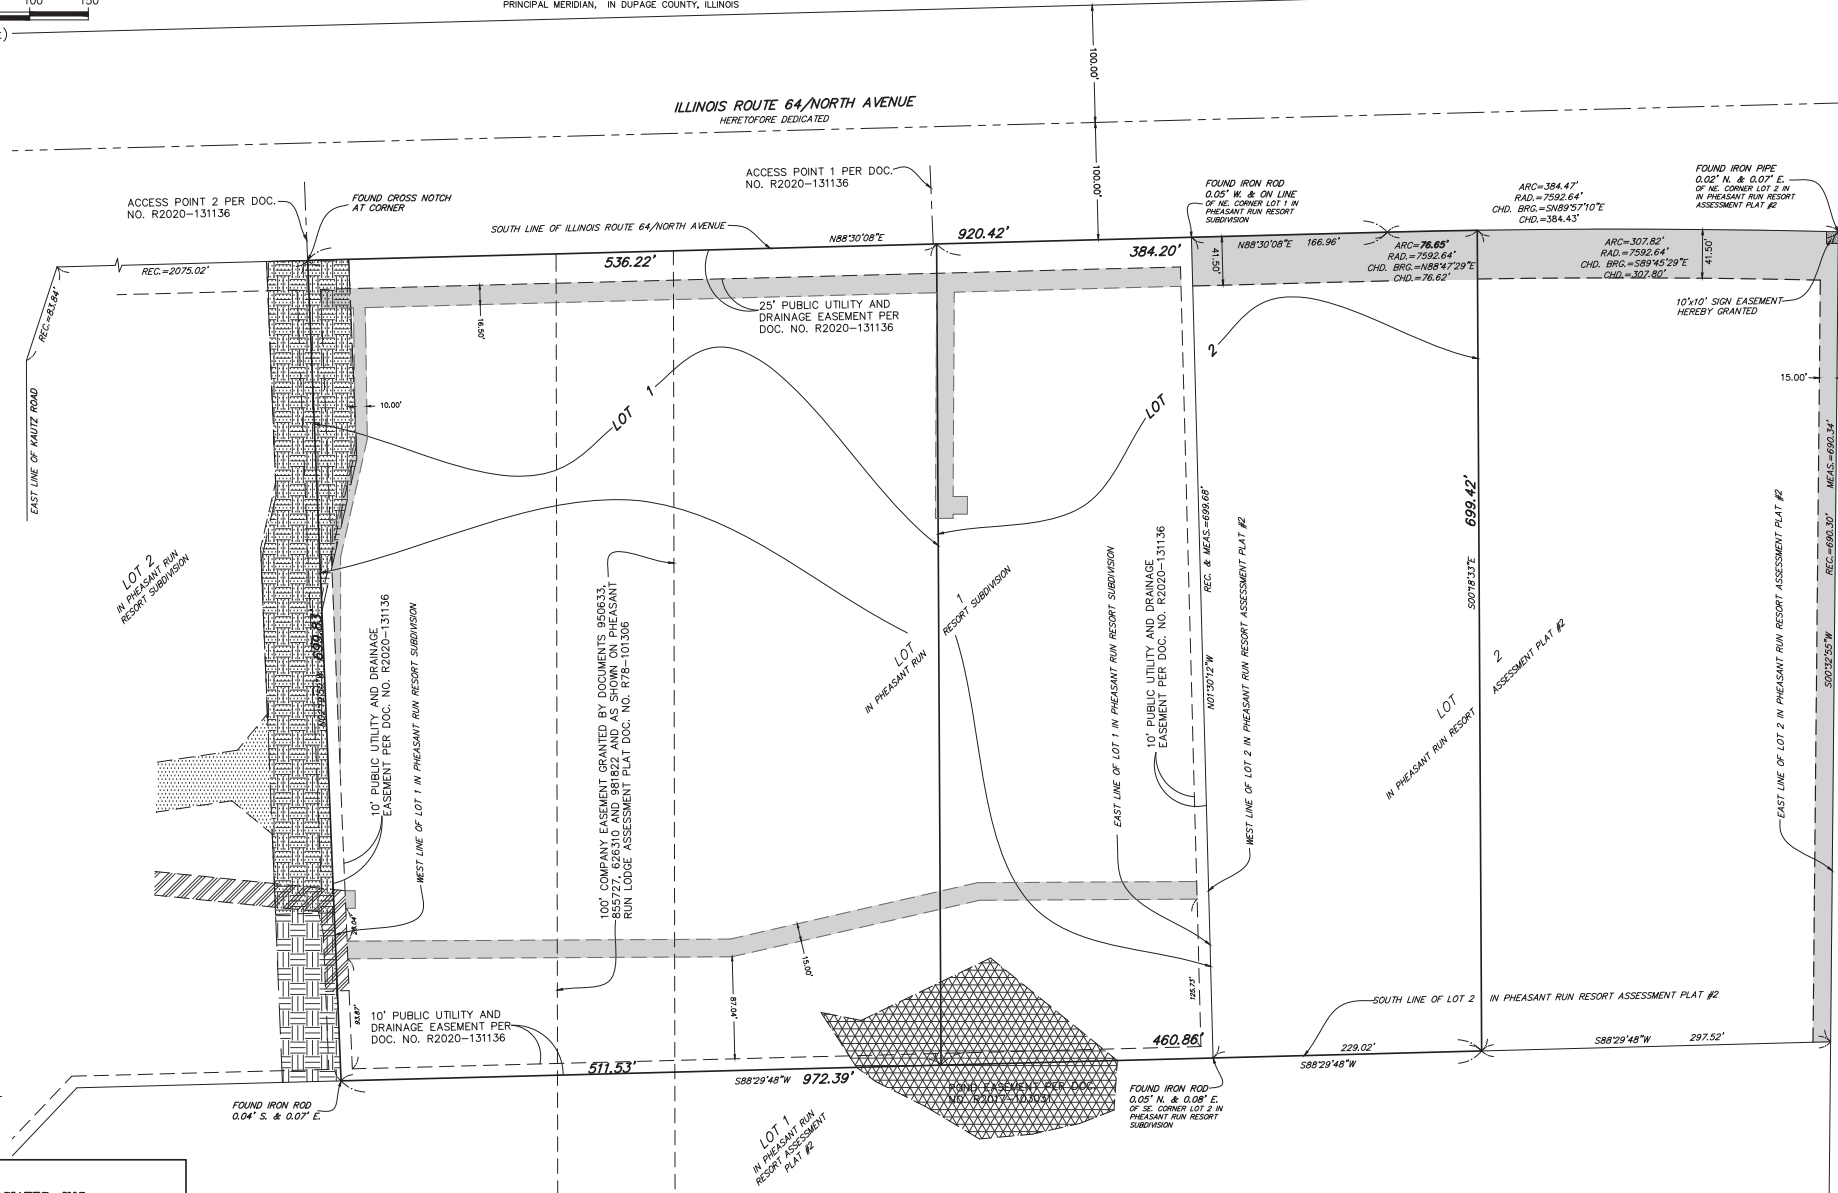 100 150
PRINCIPAL MERIDIAN, IN DUPAGE COUNTY, ILLINOIS
100.00'
ILLINOIS ROUTE 64/NORTH AVENUE
HERETOFORE DEDICATED
100.00'
ACCESS POINT 2 PER DOC.
NO. R2020-131136
FOUND CROSS NOTCH
AT CORNER
ACCESS POINT 1 PER DOC.
NO. R2020-131136
FOUND IRON ROD
0.05' W. & ON LINE
OF NE. CORNER LOT 1 IN
PHEASANT RUN RESORT
SUBDIVISION
ARC=384.47'
RAD.=7592.64'
CHD. BRG.=SN89°57'10"E
CHD.=384.43'
FOUND IRON PIPE
0.02' N. & 0.07' E.
OF NE. CORNER LOT 2 IN
IN PHEASANT RUN RESORT
ASSESSMENT PLAT #2
SOUTH LINE OF ILLINOIS ROUTE 64/NORTH AVENUE
N88°30'08"E
920.42'
REC.=2075.02'
536.22'
384.20'
41.50'
N88°30'08"E 166.96'
ARC=76.65'
RAD.=7592.64'
CHD. BRG.=N88°47'29"E
CHD.=76.62'
ARC=307.82'
RAD.=7592.64'
CHD. BRG.=S89°45'29"E
CHD.=307.80'
41.50'
REC.=83.84'
EAST LINE OF KAUTZ ROAD
16.50'
25' PUBLIC UTILITY AND
DRAINAGE EASEMENT PER
DOC. NO. R2020-131136
10'x10' SIGN EASEMENT
HEREBY GRANTED
15.00'
10.00'
LOT 1
LOT
2
LOT 2
IN PHEASANT RUN
RESORT SUBDIVISION
699.83'
10' PUBLIC UTILITY AND DRAINAGE
EASEMENT PER DOC. NO. R2020-131136
WEST LINE OF LOT 1 IN PHEASANT RUN RESORT SUBDIVISION
100' COMPANY EASEMENT GRANTED BY DOCUMENTS 950633,
855727, 626310 AND 981822 AND AS SHOWN ON PHEASANT
RUN LODGE ASSESSMENT PLAT DOC. NO. R78-101306
LOT 1
IN PHEASANT RUN RESORT SUBDIVISION
EAST LINE OF LOT 1 IN PHEASANT RUN RESORT SUBDIVISION
10' PUBLIC UTILITY AND DRAINAGE
EASEMENT PER DOC. NO. R2020-131136
N01°30'12"W REC. & MEAS.=699.68'
WEST LINE OF LOT 2 IN PHEASANT RUN RESORT ASSESSMENT PLAT #2
699.42'
S00°18'33"E
LOT 2
IN PHEASANT RUN RESORT ASSESSMENT PLAT #2
EAST LINE OF LOT 2 IN PHEASANT RUN RESORT ASSESSMENT PLAT #2
S00°32'55"W REC.=690.30' MEAS.=690.34'
93.87'
15.00'
87.04'
125.73'
10' PUBLIC UTILITY AND
DRAINAGE EASEMENT PER
DOC. NO. R2020-131136
511.53'
S88°29'48"W 972.39'
460.86'
SOUTH LINE OF LOT 2 IN PHEASANT RUN RESORT ASSESSMENT PLAT #2
229.02'
S88°29'48"W
S88°29'48"W 297.52'
FOUND IRON ROD
0.04' S. & 0.07' E.
POND EASEMENT PER DOC.
NO. R2017-103031
FOUND IRON ROD
0.05' N. & 0.08' E.
OF SE. CORNER LOT 2 IN
PHEASANT RUN RESORT
SUBDIVISION
LOT 1
IN PHEASANT RUN
RESORT ASSESSMENT
PLAT #2